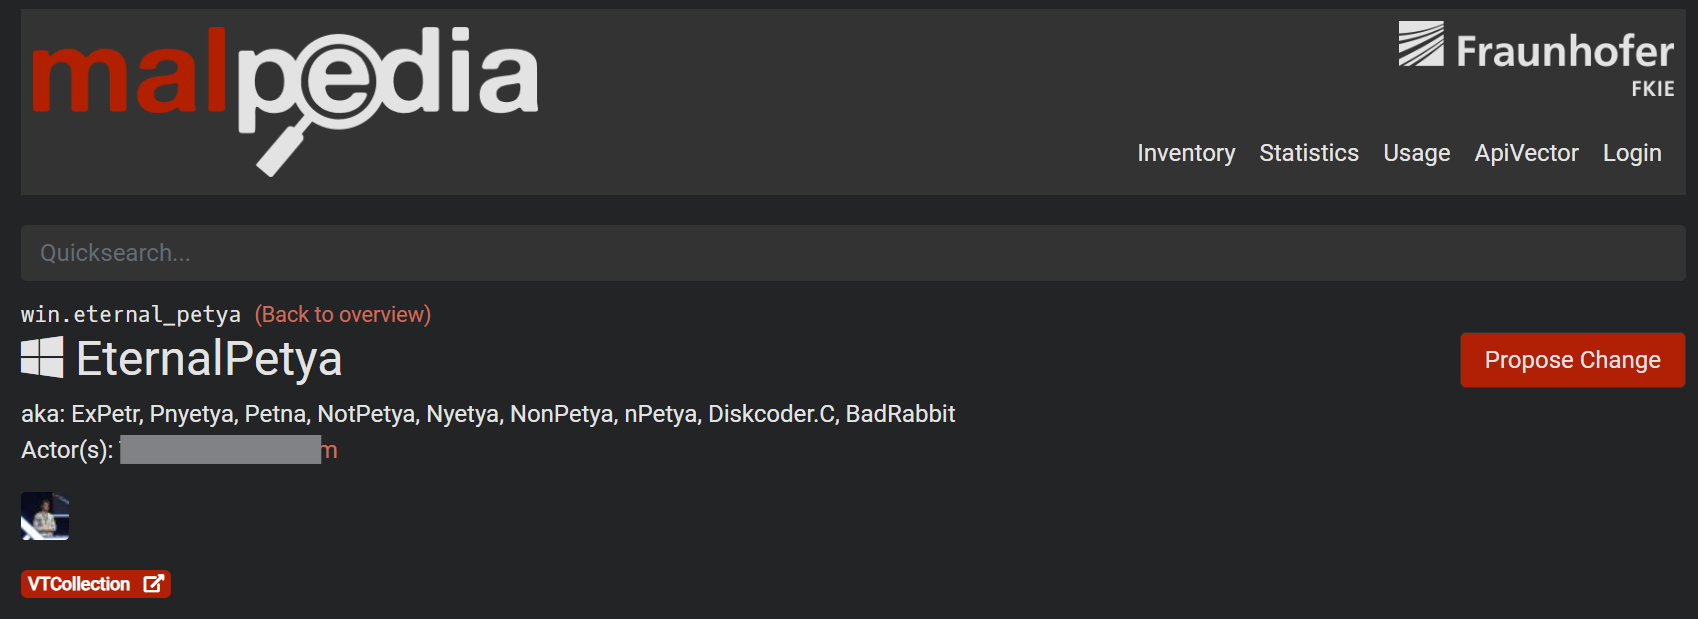 malpedia
Fraunhofer
FKIE
Inventory Statistics Usage ApiVector Login
Quicksearch...
win.eternal_petya (Back to overview)
EternalPetya
Propose Change
aka: ExPetr, Pnyetya, Petna, NotPetya, Nyetya, NonPetya, nPetya, Diskcoder.C, BadRabbit
Actor(s):
VTCollection